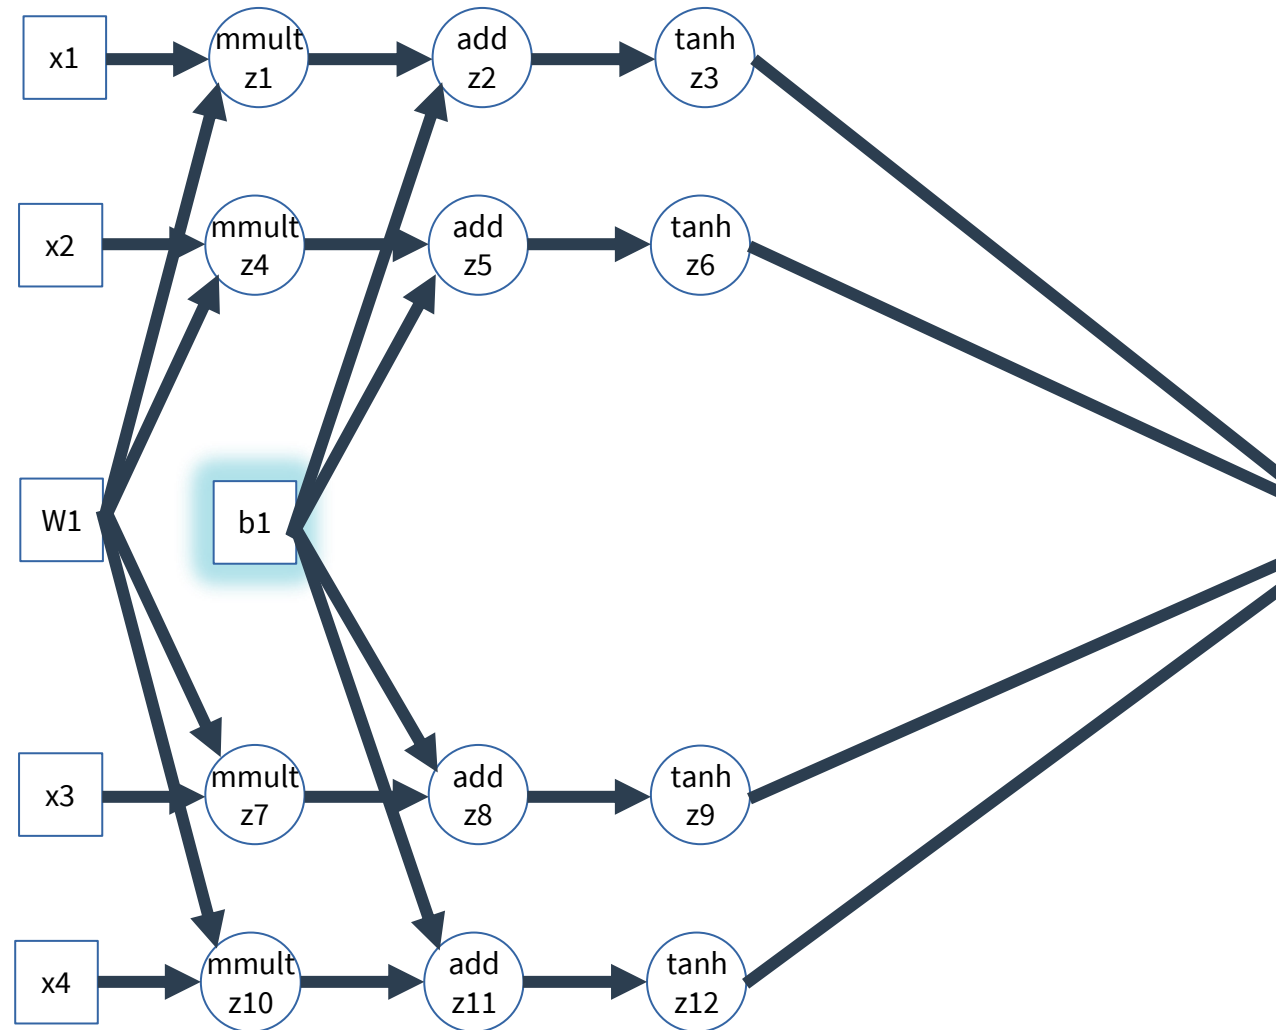 x1
mmult
z1
add
z2
tanh
z3
x2
mmult
z4
add
z5
tanh
z6
W1
b1
x3
mmult
z7
add
z8
tanh
z9
x4
mmult
z10
add
z11
tanh
z12